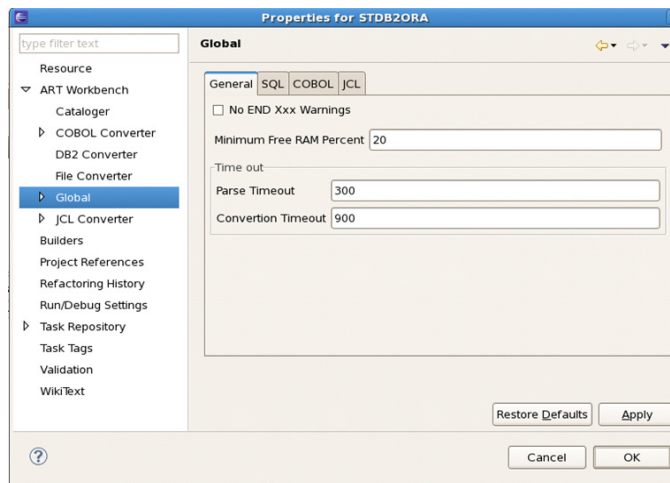 Properties for STDB2ORA
type filter text
Resource
ART Workbench
Cataloger
COBOL Converter
DB2 Converter
File Converter
Global
JCL Converter
Builders
Project References
Refactoring History
Run/Debug Settings
Task Repository
Task Tags
Validation
WikiText
Global
General SQL COBOL JCL
No END Xxx Warnings
Minimum Free RAM Percent 20
Time out
Parse Timeout 300
Convertion Timeout 900
Restore Defaults Apply
Cancel OK